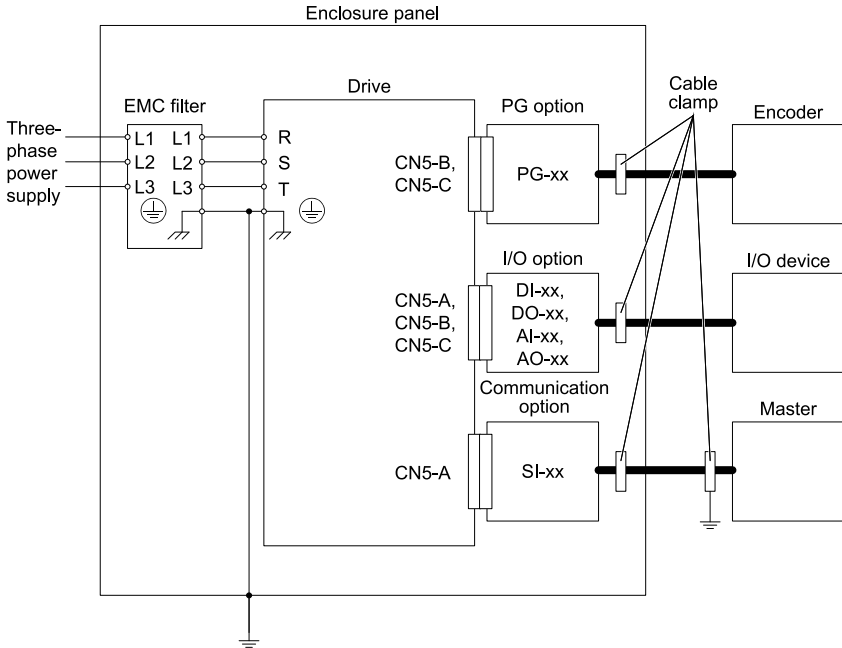 Enclosure panel
Drive
EMC filter
Three-
phase
power
supply
L1 L1
L2 L2
L3 L3
R
S
T
PG option
CN5-B,
CN5-C
PG-xx
Cable
clamp
Encoder
I/O option
CN5-A,
CN5-B,
CN5-C
DI-xx,
DO-xx,
AI-xx,
AO-xx
I/O device
Communication
option
CN5-A
SI-xx
Master